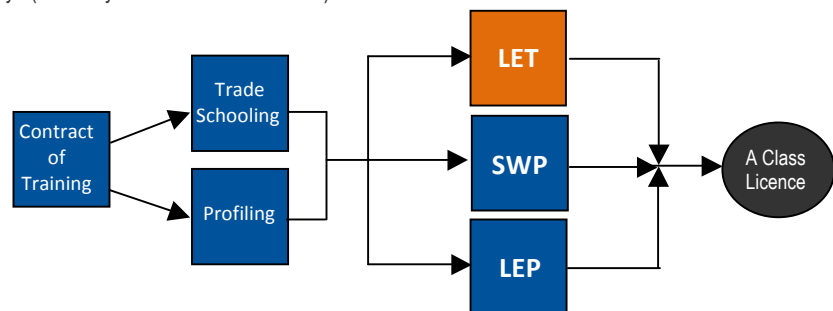 Contract
of
Training
Trade
Schooling
Profiling
LET
SWP
LEP
A Class
Licence